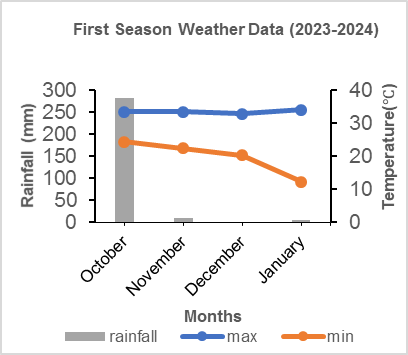 First Season Weather Data (2023-2024)
Rainfall (mm)
300
250
200
150
100
50
0
Temperature(°C)
40
30
20
10
0
October
November
December
January
Months
rainfall max min